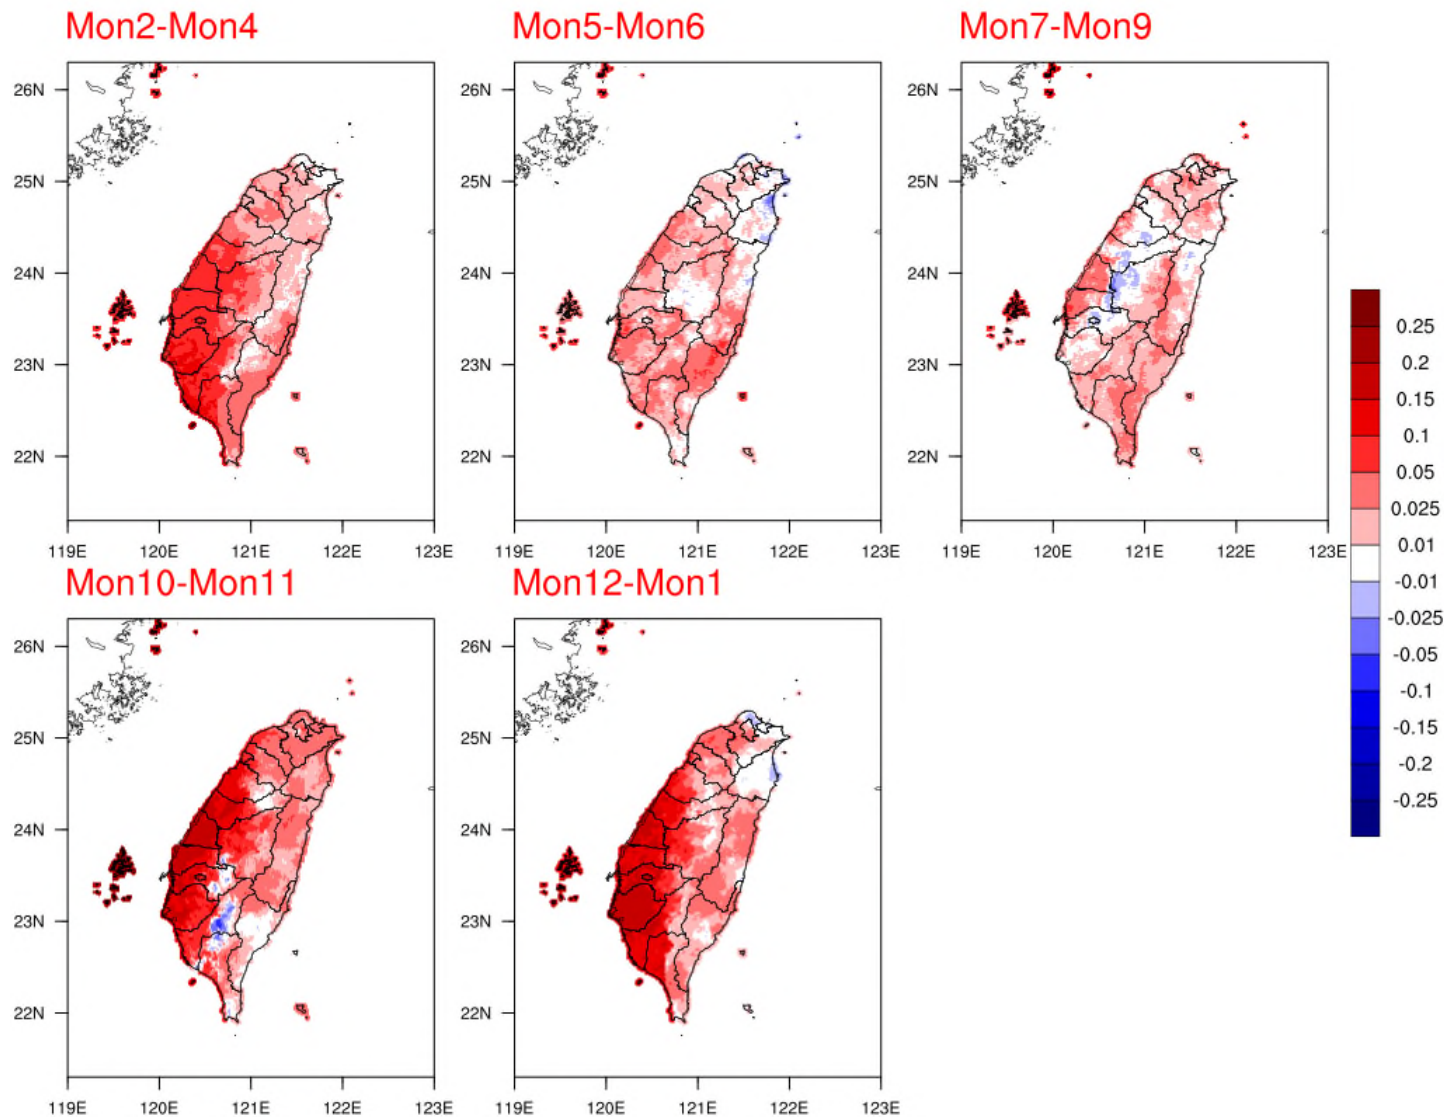 Mon2-Mon4 Mon5-Mon6 Mon7-Mon9
26N 26N 26N
25N 25N 25N
24N 24N 24N
23N 23N 23N
22N 22N 22N
119E 120E 121E 122E 123E 119E 120E 121E 122E 123E 119E 120E 121E 122E 123E
0.25
0.2
0.15
0.1
0.05
0.025
0.01
-0.01
-0.025
-0.05
-0.1
-0.15
-0.2
-0.25
Mon10-Mon11 Mon12-Mon1
26N 26N
25N 25N
24N 24N
23N 23N
22N 22N
119E 120E 121E 122E 123E 119E 120E 121E 122E 123E